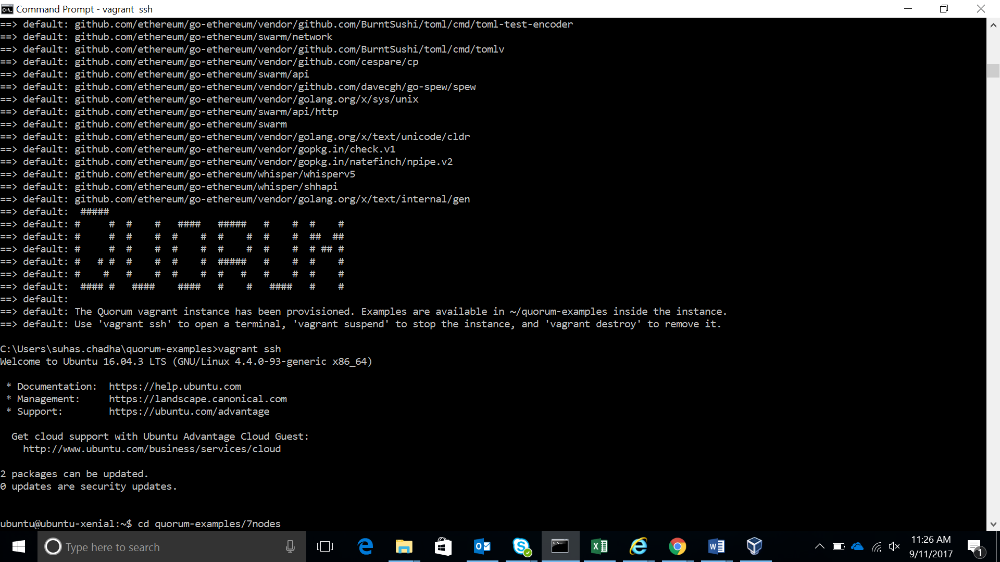 Command Prompt - vagrant  ssh
==> default: github.com/ethereum/go-ethereum/vendor/github.com/BurntSushi/toml/cmd/toml-test-encoder
==> default: github.com/ethereum/go-ethereum/swarm/network
==> default: github.com/ethereum/go-ethereum/vendor/github.com/BurntSushi/toml/cmd/tomlv
==> default: github.com/ethereum/go-ethereum/vendor/github.com/cespare/cp
==> default: github.com/ethereum/go-ethereum/swarm/api
==> default: github.com/ethereum/go-ethereum/vendor/github.com/davecgh/go-spew/spew
==> default: github.com/ethereum/go-ethereum/vendor/golang.org/x/sys/unix
==> default: github.com/ethereum/go-ethereum/swarm/api/http
==> default: github.com/ethereum/go-ethereum/swarm
==> default: github.com/ethereum/go-ethereum/vendor/golang.org/x/text/unicode/cldr
==> default: github.com/ethereum/go-ethereum/vendor/gopkg.in/check.v1
==> default: github.com/ethereum/go-ethereum/vendor/gopkg.in/natefinch/npipe.v2
==> default: github.com/ethereum/go-ethereum/whisper/whisperv5
==> default: github.com/ethereum/go-ethereum/whisper/shhapi
==> default: github.com/ethereum/go-ethereum/vendor/golang.org/x/text/internal/gen
==> default:  #####
==> default: #     #  #    #   ####   #####   #    #  #    #
==> default: #     #  #    #  #    #  #    #  #    #  ##  ##
==> default: #     #  #    #  #    #  #    #  #    #  # ## #
==> default: #   # #  #    #  #    #  #####   #    #  #    #
==> default: #    #   #    #  #    #  #   #   #    #  #    #
==> default:  #### #   ####    ####   #    #   ####   #    #
==> default:
==> default: The Quorum vagrant instance has been provisioned. Examples are available in ~/quorum-examples inside the instance.
==> default: Use 'vagrant ssh' to open a terminal, 'vagrant suspend' to stop the instance, and 'vagrant destroy' to remove it.
C:\Users\suhas.chadha\quorum-examples>vagrant ssh
Welcome to Ubuntu 16.04.3 LTS (GNU/Linux 4.4.0-93-generic x86_64)
* Documentation:  https://help.ubuntu.com
* Management:     https://landscape.canonical.com
* Support:        https://ubuntu.com/advantage
Get cloud support with Ubuntu Advantage Cloud Guest:
http://www.ubuntu.com/business/services/cloud
2 packages can be updated.
0 updates are security updates.
ubuntu@ubuntu-xenial:~$ cd quorum-examples/7nodes
Type here to search
11:26 AM
9/11/2017
1